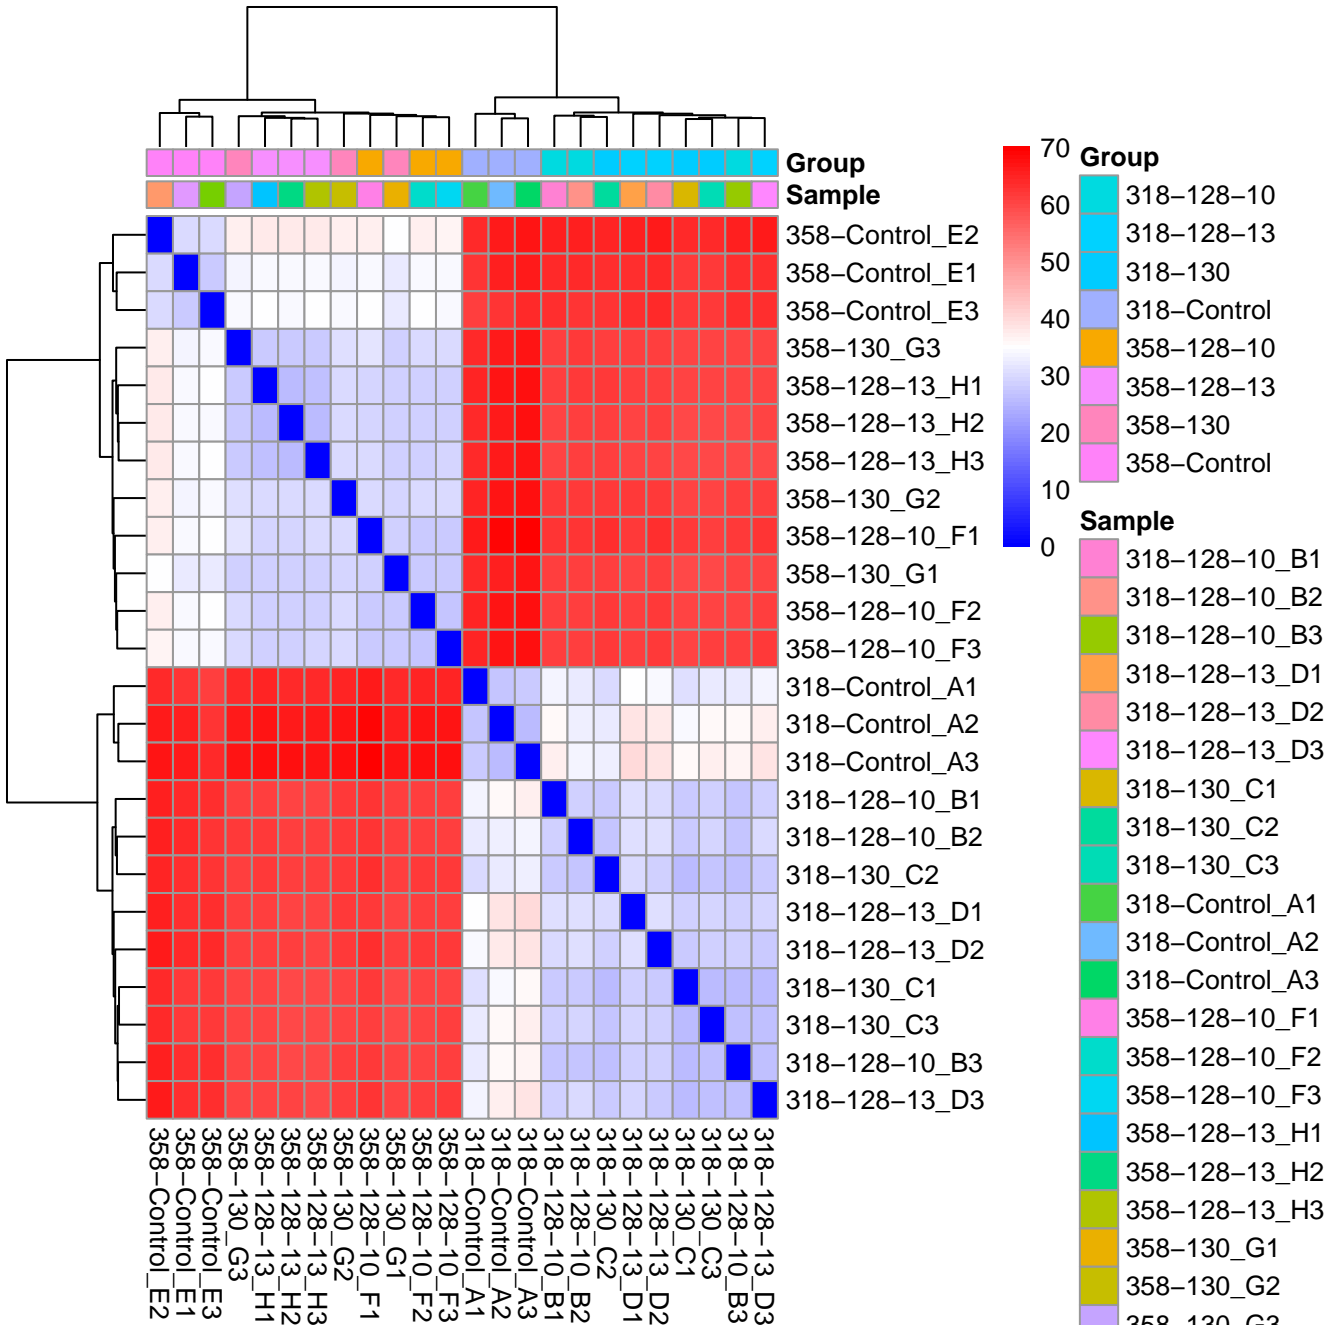 Group
Sample
358−Control_E2
358−Control_E1
358−Control_E3
358−130_G3
358−128−13_H1
358−128−13_H2
358−128−13_H3
358−130_G2
358−128−10_F1
358−130_G1
358−128−10_F2
358−128−10_F3
318−Control_A1
318−Control_A2
318−Control_A3
318−128−10_B1
318−128−10_B2
318−130_C2
318−128−13_D1
318−128−13_D2
318−130_C1
318−130_C3
318−128−10_B3
318−128−13_D3
358−Control_E2
358−Control_E1
358−Control_E3
358−130_G3
358−128−13_H1
358−128−13_H2
358−128−13_H3
358−130_G2
358−128−10_F1
358−130_G1
358−128−10_F2
358−128−10_F3
318−Control_A1
318−Control_A2
318−Control_A3
318−128−10_B1
318−128−10_B2
318−130_C2
318−128−13_D1
318−128−13_D2
318−130_C1
318−130_C3
318−128−10_B3
318−128−13_D3
70
60
50
40
30
20
10
0
Group
318−128−10
318−128−13
318−130
318−Control
358−128−10
358−128−13
358−130
358−Control
Sample
318−128−10_B1
318−128−10_B2
318−128−10_B3
318−128−13_D1
318−128−13_D2
318−128−13_D3
318−130_C1
318−130_C2
318−130_C3
318−Control_A1
318−Control_A2
318−Control_A3
358−128−10_F1
358−128−10_F2
358−128−10_F3
358−128−13_H1
358−128−13_H2
358−128−13_H3
358−130_G1
358−130_G2
358−130_G3